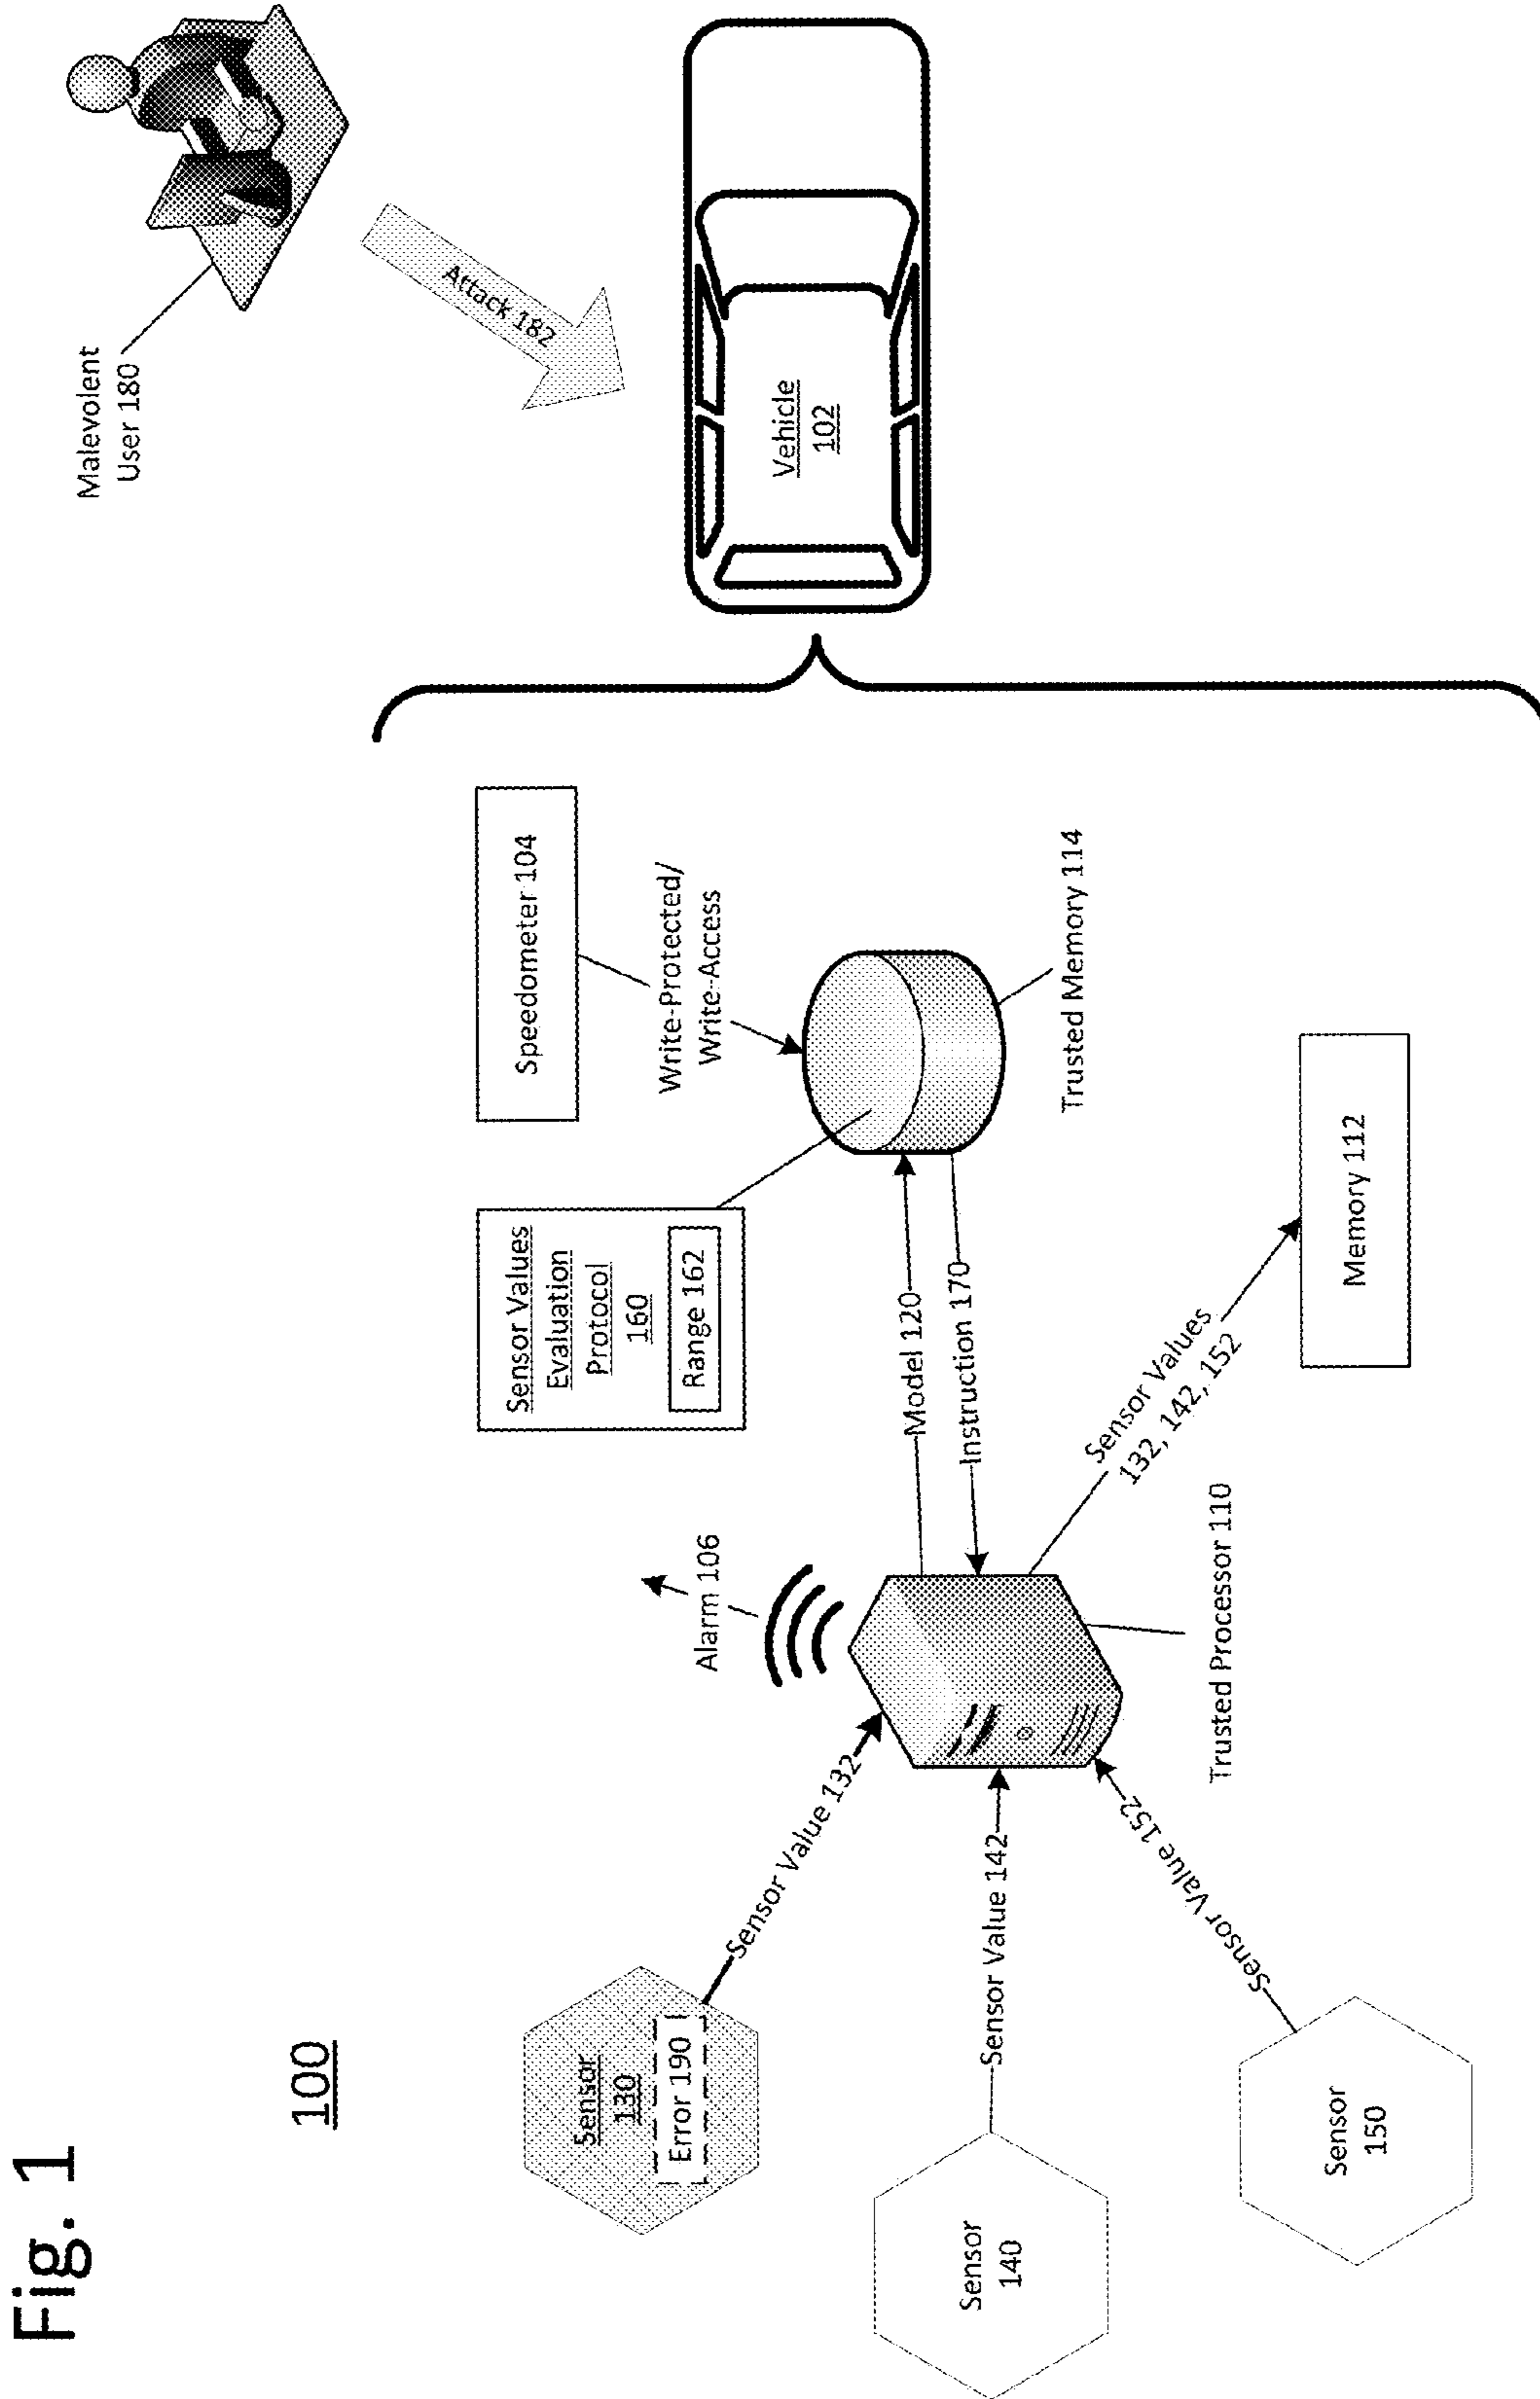 Fig. 1
100
Malevolent
User 180
Attack 182
Vehicle
102
Speedometer 104
Write-Protected/
Write-Access
Sensor Values
Evaluation
Protocol
160
Range 162
Trusted Memory 114
Alarm 106
Model 120
Instruction 170
Sensor Values
132, 142, 152
Memory 112
Trusted Processor 110
Sensor
130
Error 190
Sensor Value 132
Sensor
140
Sensor Value 142
Sensor
150
Sensor Value 152